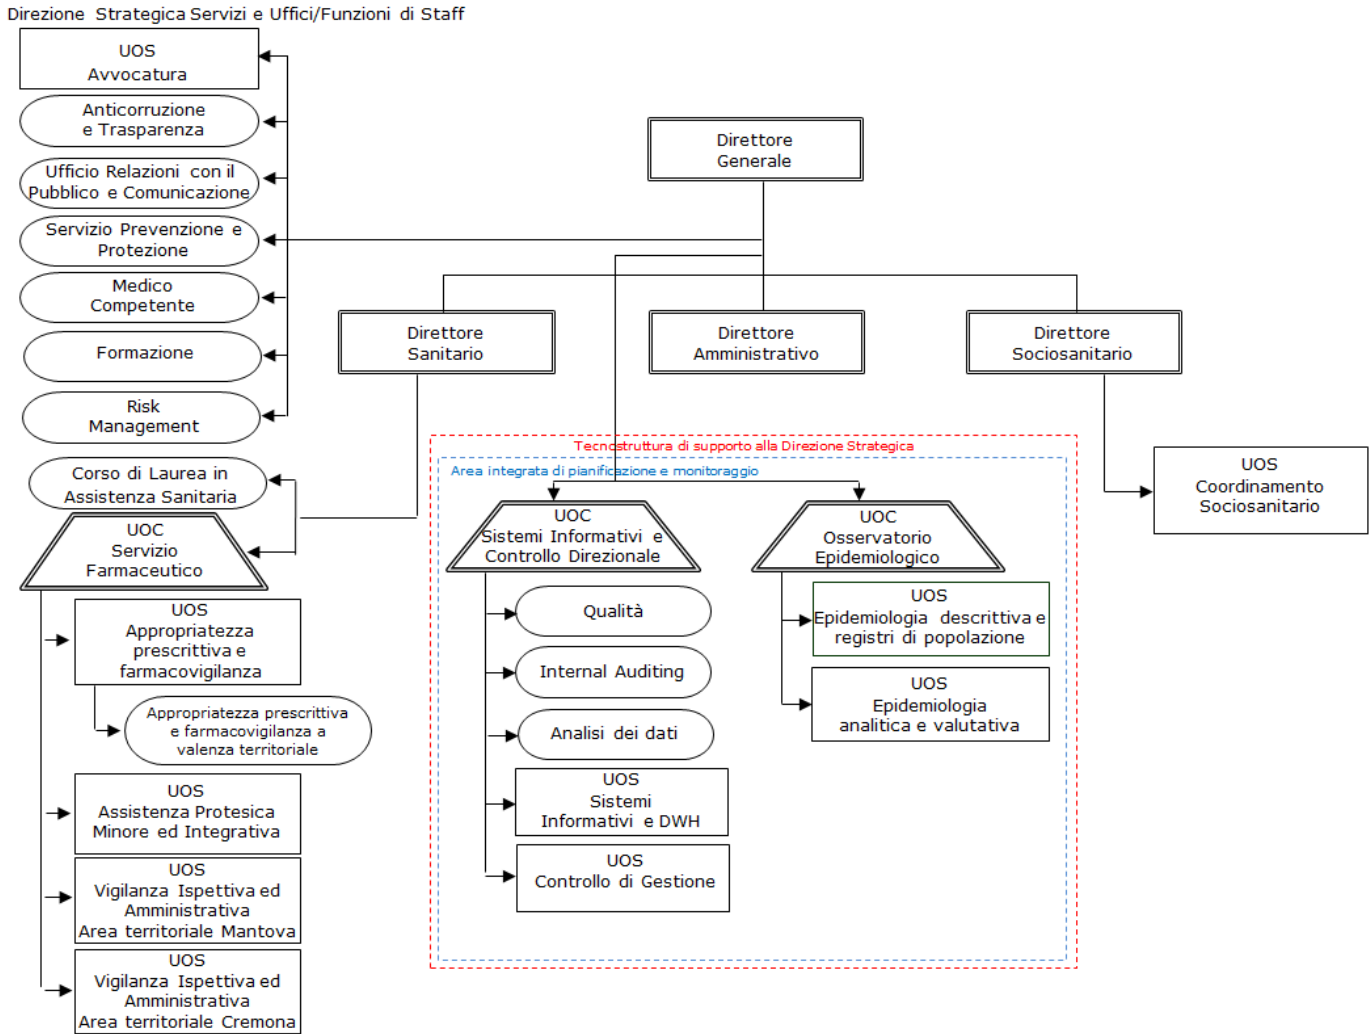 Direzione Strategica Servizi e Uffici/Funzioni di Staff
UOS
Avvocatura
Anticorruzione
e Trasparenza
Ufficio Relazioni con il
Pubblico e Comunicazione
Servizio Prevenzione e
Protezione
Medico
Competente
Formazione
Risk
Management
Corso di Laurea in
Assistenza Sanitaria
UOC
Servizio
Farmaceutico
UOS
Appropriatezza
prescrittiva e
farmacovigilanza
Appropriatezza prescrittiva
e farmacovigilanza a
valenza territoriale
UOS
Assistenza Protesica
Minore ed Integrativa
UOS
Vigilanza Ispettiva ed
Amministrativa
Area territoriale Mantova
UOS
Vigilanza Ispettiva ed
Amministrativa
Area territoriale Cremona
Direttore
Generale
Direttore
Sanitario
Direttore
Amministrativo
Direttore
Sociosanitario
Tecnostruttura di supporto alla Direzione Strategica
Area integrata di pianificazione e monitoraggio
UOC
Sistemi Informativi e
Controllo Direzionale
Qualità
Internal Auditing
Analisi dei dati
UOS
Sistemi
Informativi e DWH
UOS
Controllo di Gestione
UOC
Osservatorio
Epidemiologico
UOS
Epidemiologia descrittiva e
registri di popolazione
UOS
Epidemiologia
analitica e valutativa
UOS
Coordinamento
Sociosanitario